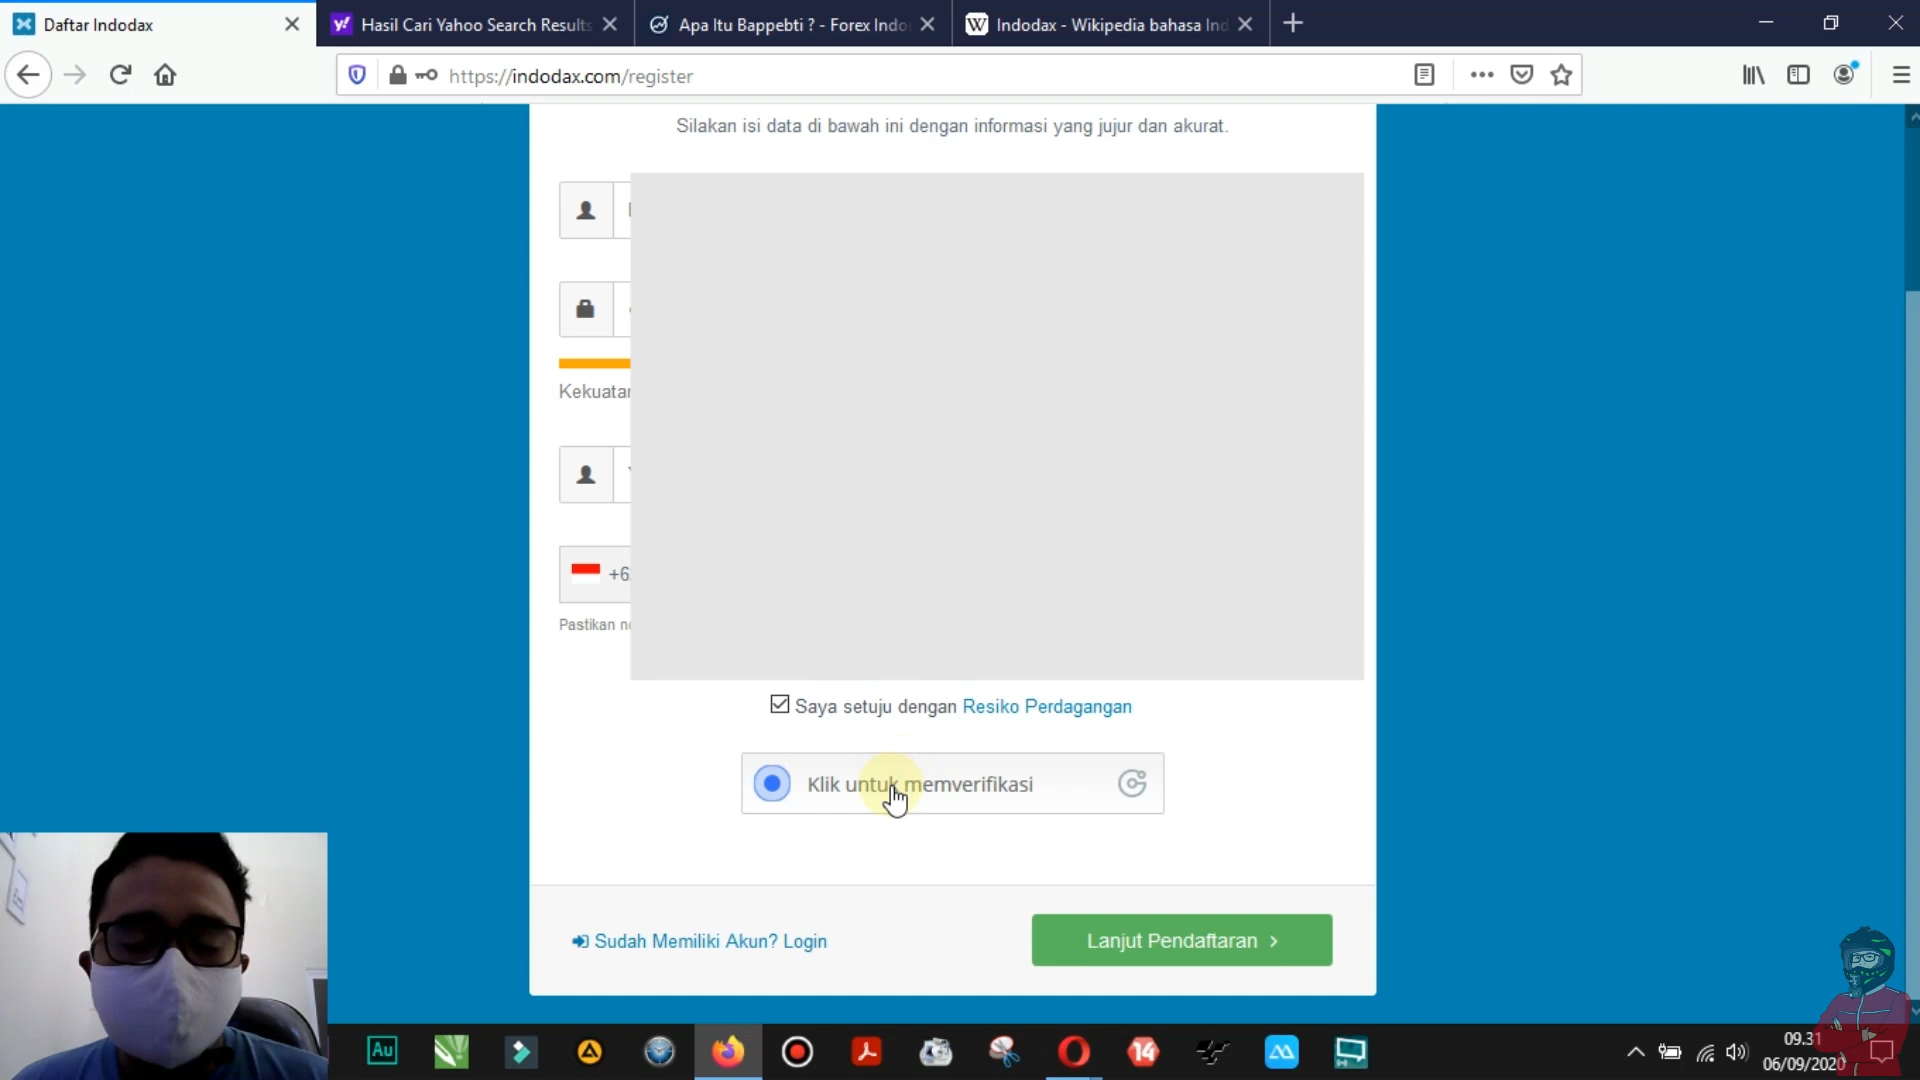 Daftar Indodax
Hasil Cari Yahoo Search Results
Apa Itu Bappebti ? - Forex Indo
Indodax - Wikipedia bahasa Ind
https://indodax.com/register
Silakan isi data di bawah ini dengan informasi yang jujur dan akurat.
Kekuatan
+6
Pastikan n
Saya setuju dengan Resiko Perdagangan
Klik untuk memverifikasi
Sudah Memiliki Akun? Login
Lanjut Pendaftaran
Au
14
09.31
06/09/2020